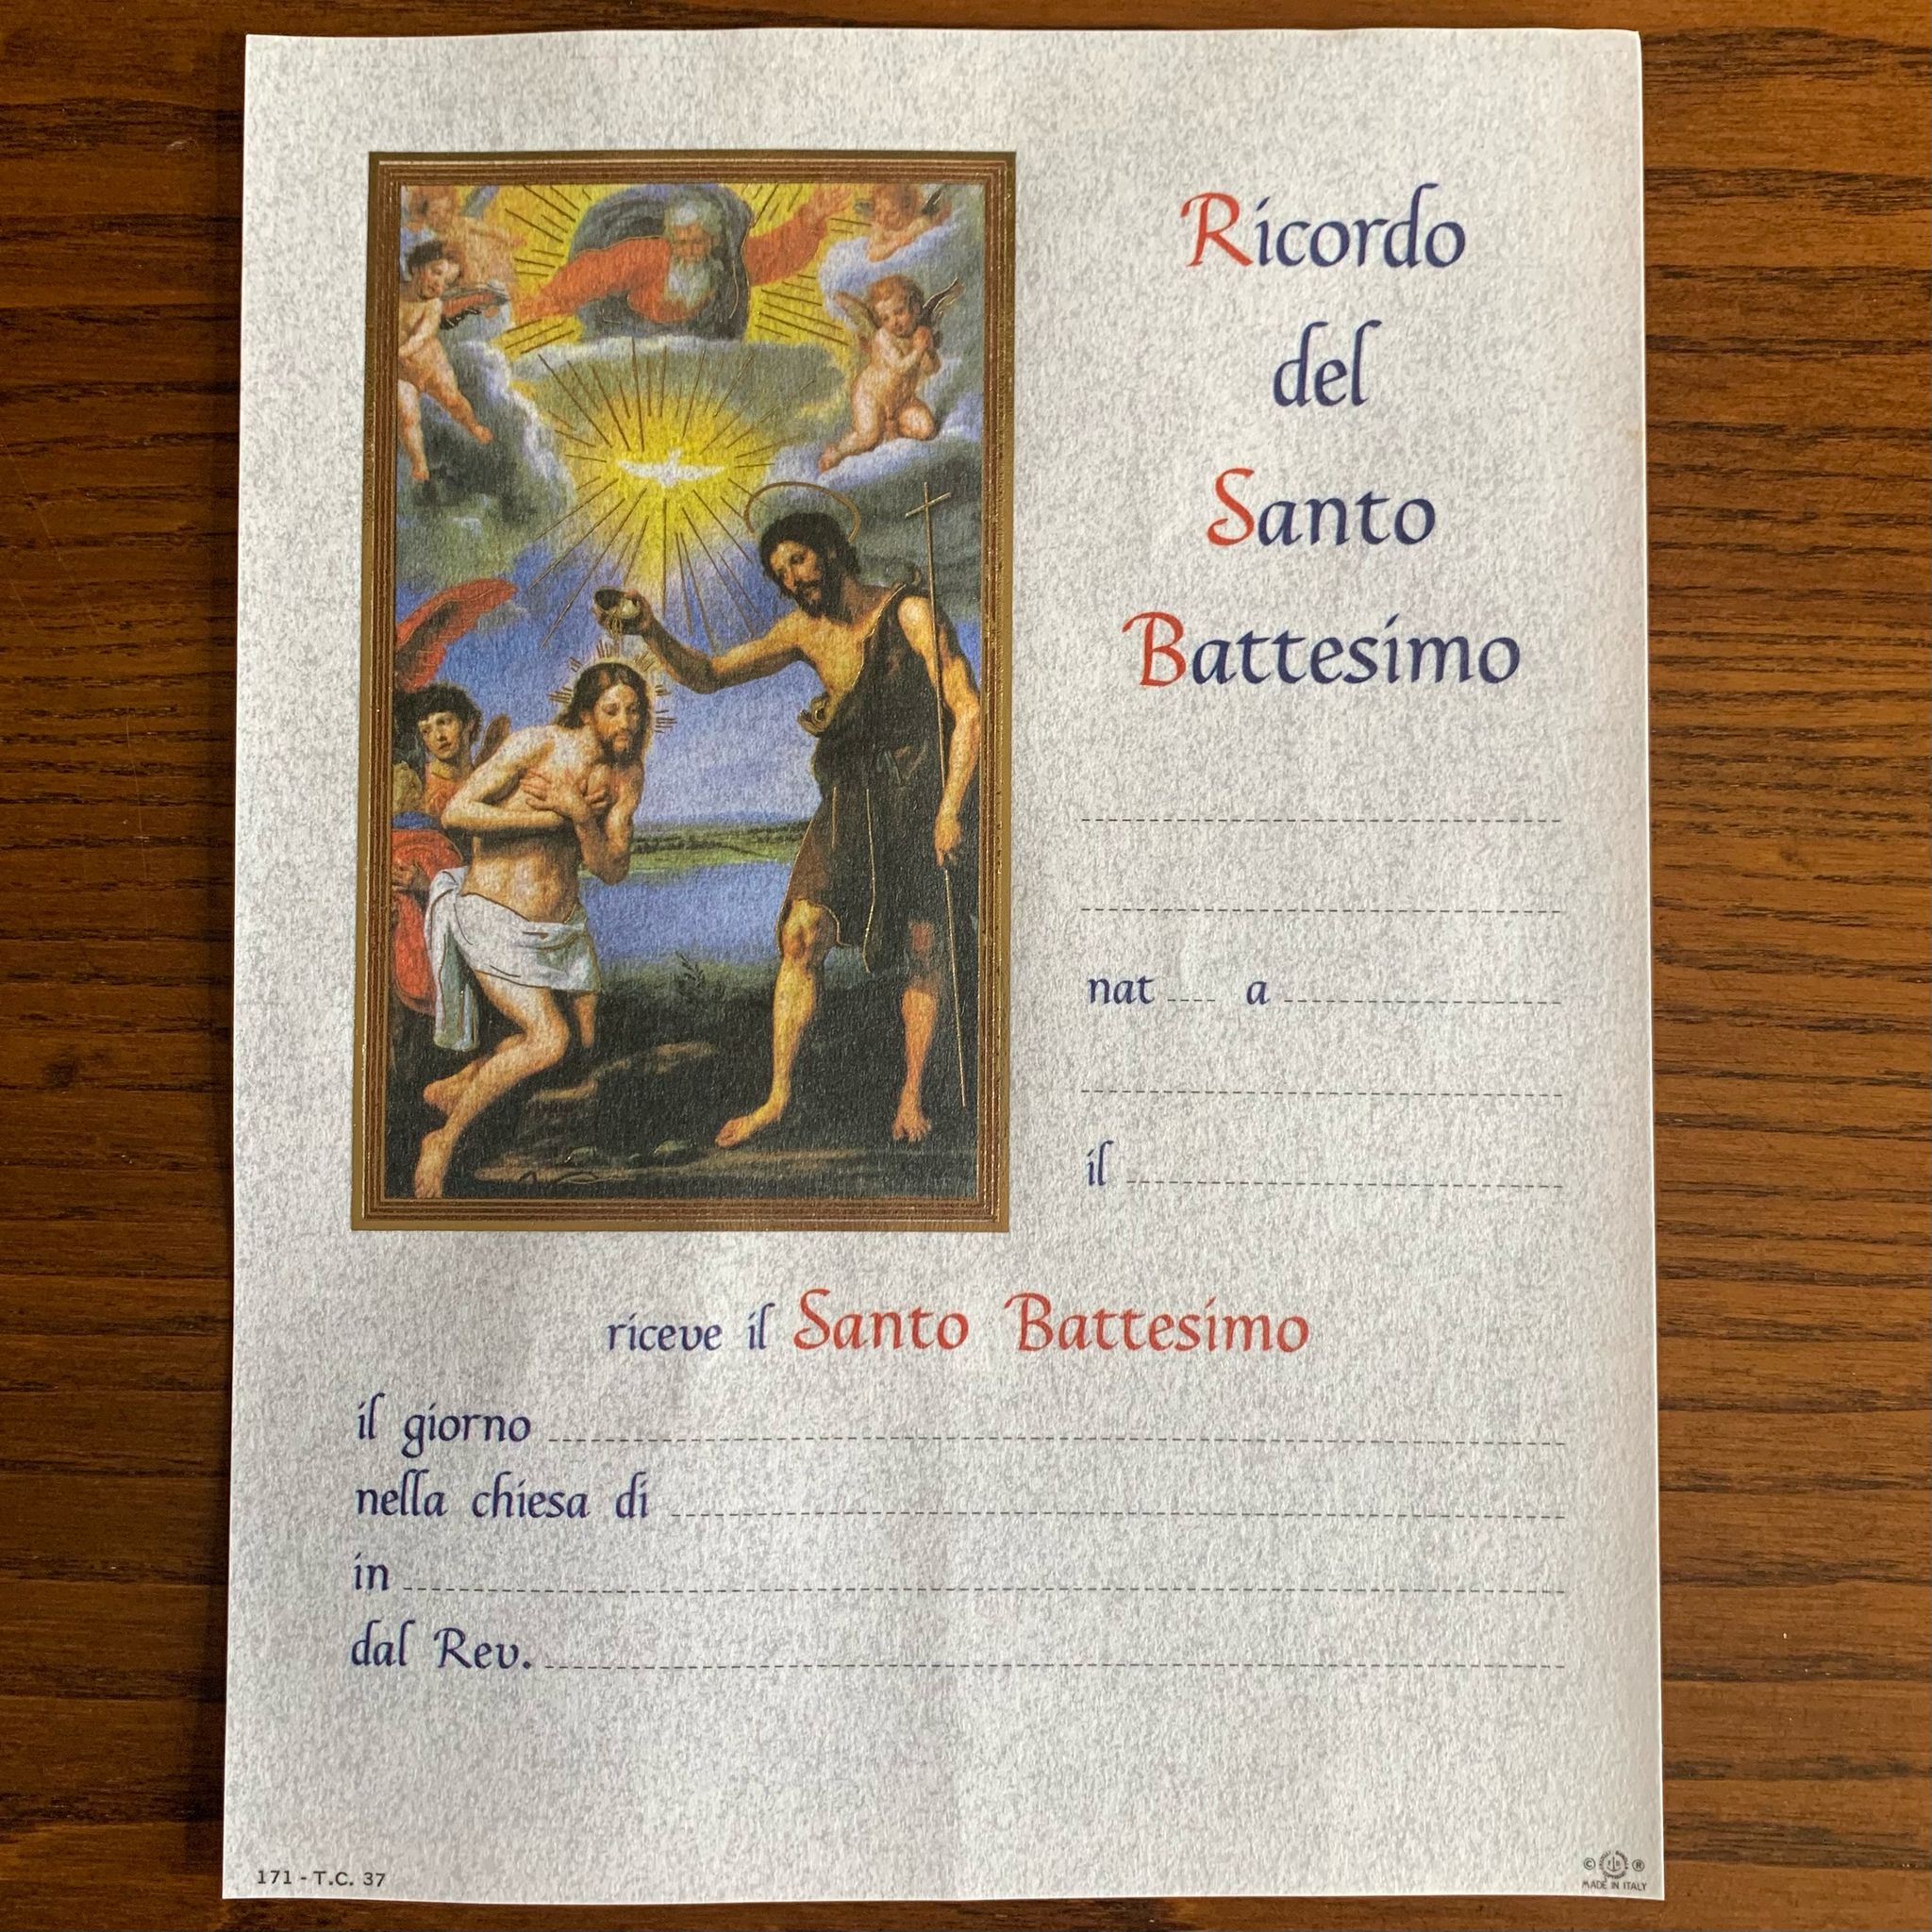 Ricordo
del
Santo
Battesimo
nat a
il
riceve il Santo Battesimo
il giorno
nella chiesa di
in
dal Rev.
171 - T.C. 37
© ®
MADE IN ITALY